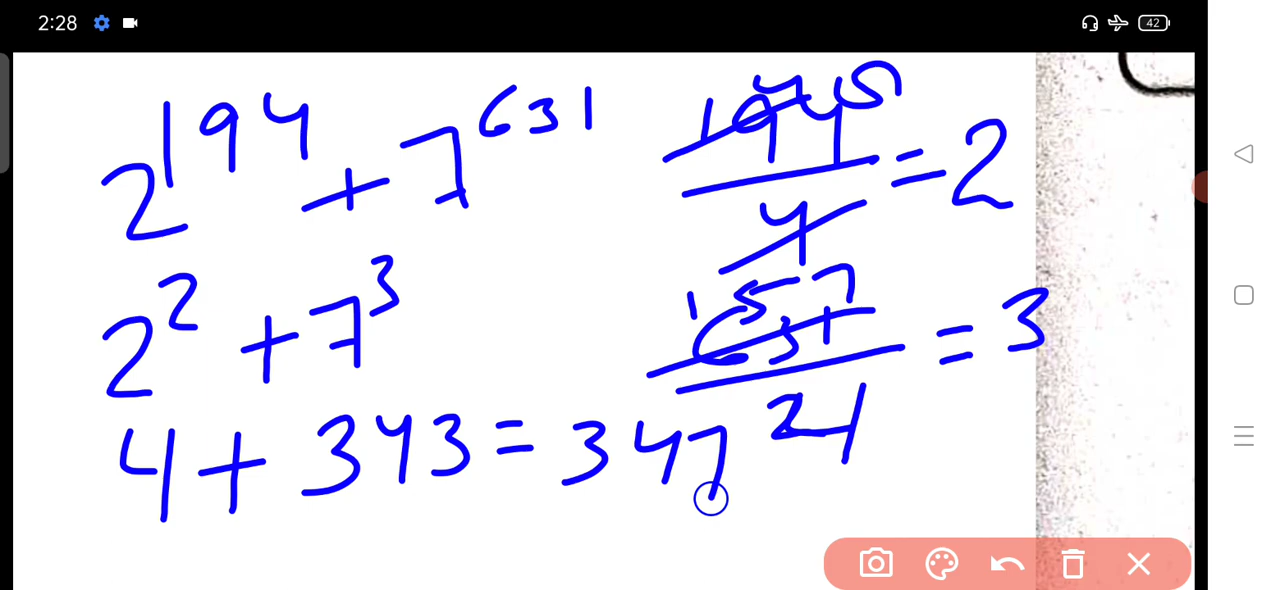 2:28 42
2^194 + 7^631
194 / 4 = 2
2^2 + 7^3
631 / 4 = 3
4 + 343 = 347